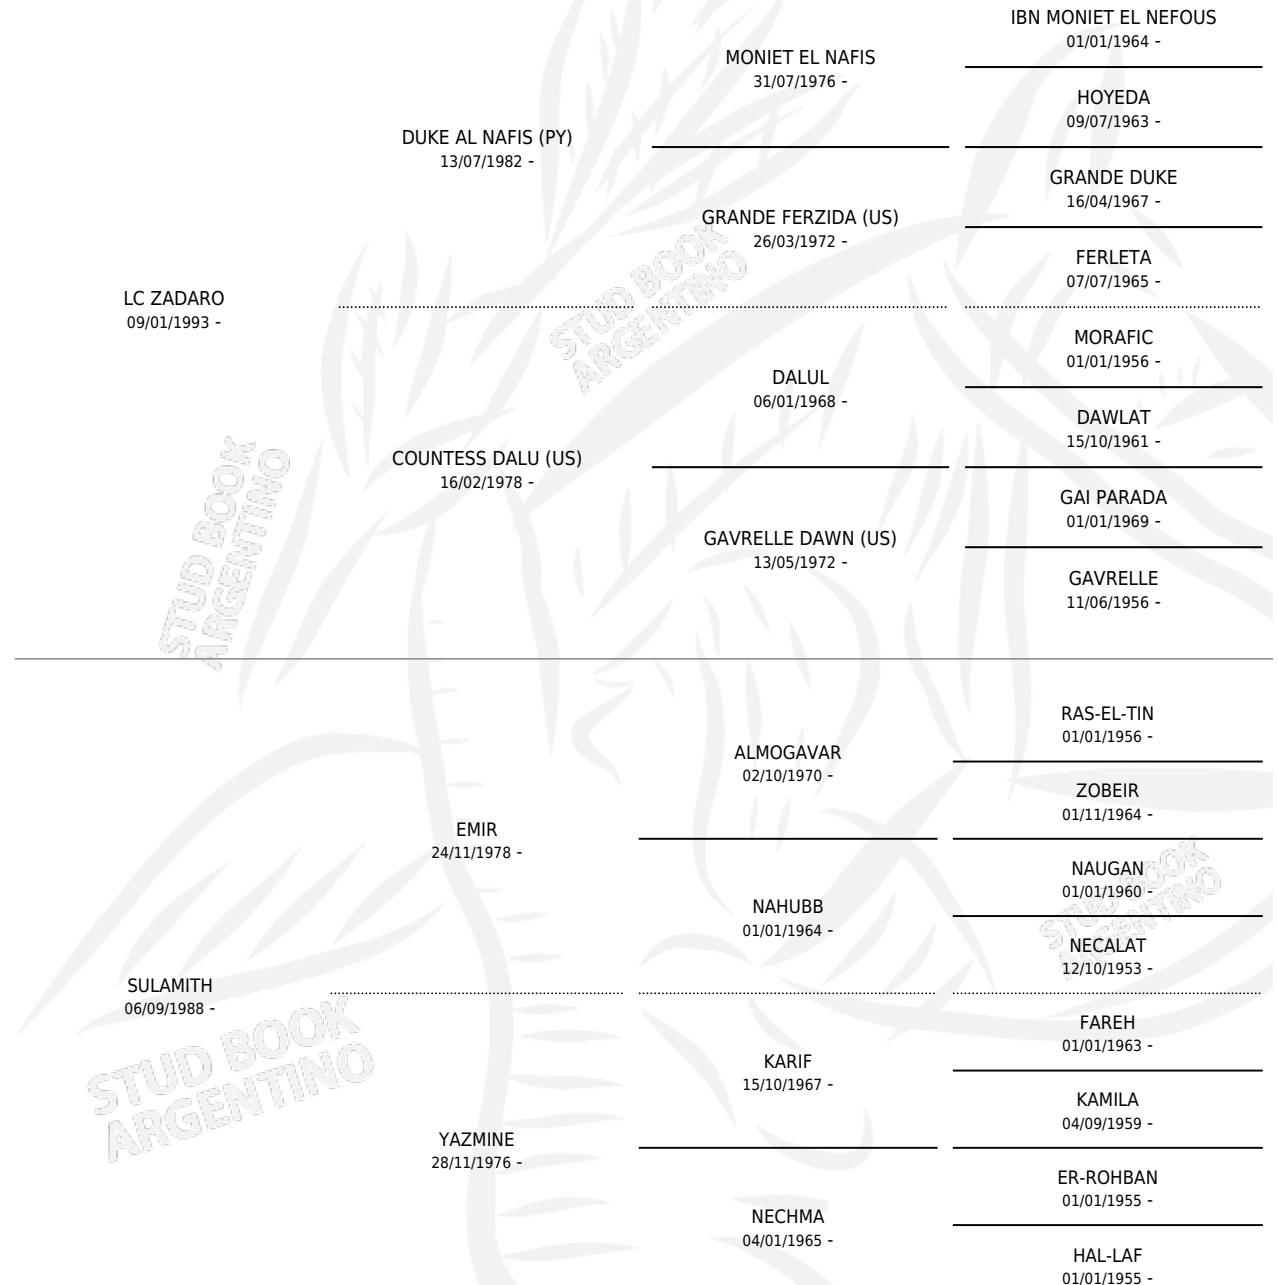 IBN MONIET EL NEFOUS
01/01/1964 -
MONIET EL NAFIS
31/07/1976 -
HOYEDA
09/07/1963 -
DUKE AL NAFIS (PY)
13/07/1982 -
GRANDE DUKE
16/04/1967 -
GRANDE FERZIDA (US)
26/03/1972 -
FERLETA
07/07/1965 -
LC ZADARO
09/01/1993 -
MORAFIC
01/01/1956 -
DALUL
06/01/1968 -
DAWLAT
15/10/1961 -
COUNTESS DALU (US)
16/02/1978 -
GAI PARADA
01/01/1969 -
GAVRELLE DAWN (US)
13/05/1972 -
GAVRELLE
11/06/1956 -
STUD BOOK
ARGENTINO
STUD BOOK
ARGENTINO
RAS-EL-TIN
01/01/1956 -
ALMOGAVAR
02/10/1970 -
ZOBEIR
01/11/1964 -
EMIR
24/11/1978 -
NAUGAN
01/01/1960 -
NAHUBB
01/01/1964 -
NECALAT
12/10/1953 -
SULAMITH
06/09/1988 -
FAREH
01/01/1963 -
KARIF
15/10/1967 -
KAMILA
04/09/1959 -
YAZMINE
28/11/1976 -
ER-ROHBAN
01/01/1955 -
NECHMA
04/01/1965 -
HAL-LAF
01/01/1955 -
STUD BOOK
ARGENTINO
STUD BOOK
ARGENTINO